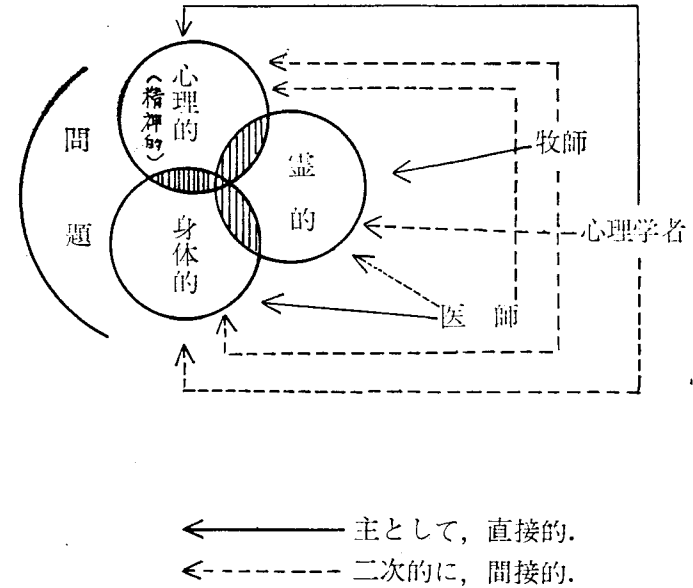 心理的
(精神的)
問題
霊的
身体的
牧師
心理学者
医師
主として，直接的．
二次的に，間接的．